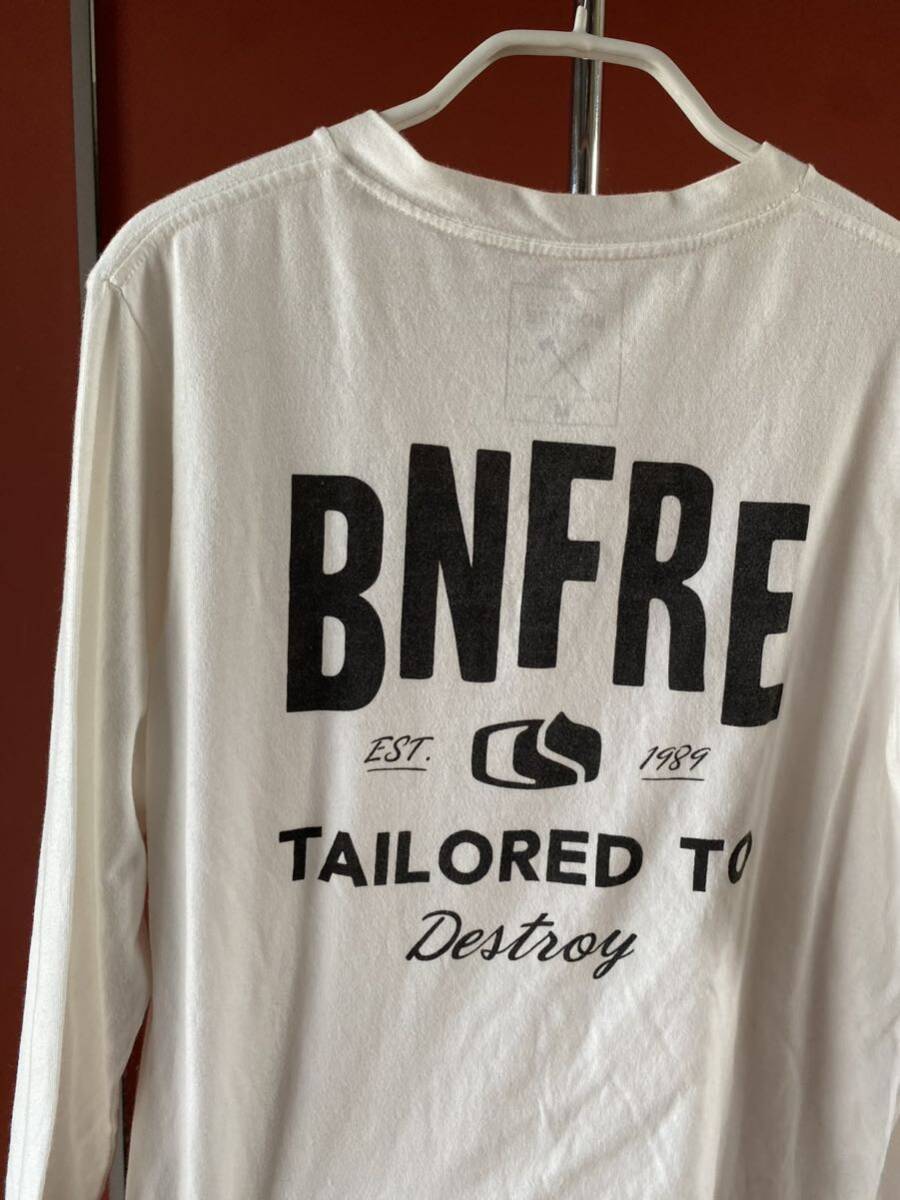 BNFRE
EST. 1989
TAILORED TO
Destroy